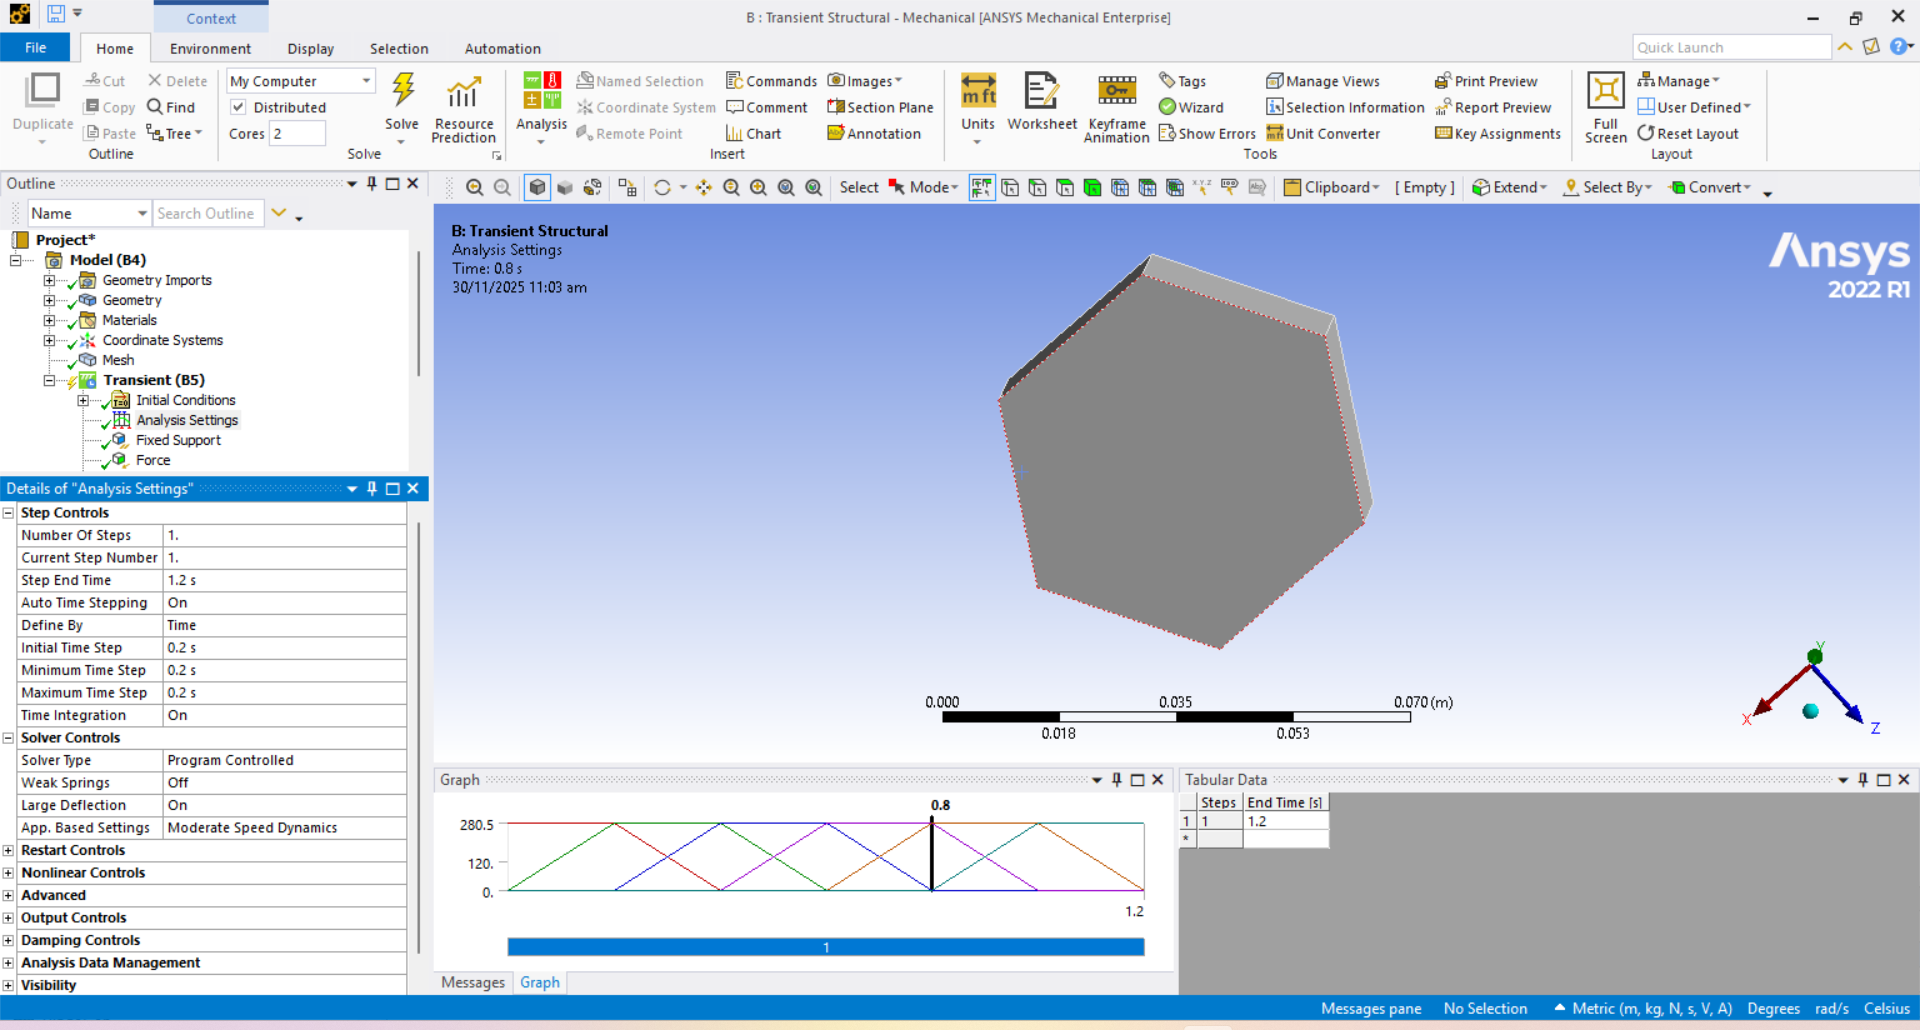 Context
B : Transient Structural - Mechanical [ANSYS Mechanical Enterprise]
File
Home
Environment
Display
Selection
Automation
Quick Launch
Duplicate
Cut
Copy
Paste
Delete
Find
Tree
Outline
My Computer
Distributed
Cores 2
Solve
Resource Prediction
Solve
Analysis
Named Selection
Coordinate System
Remote Point
Commands
Comment
Chart
Images
Section Plane
Annotation
Insert
Units
Worksheet
Keyframe Animation
Tags
Wizard
Show Errors
Manage Views
Selection Information
Unit Converter
Print Preview
Report Preview
Key Assignments
Tools
Full Screen
Manage
User Defined
Reset Layout
Layout
Outline
Name
Search Outline
Select
Mode
Clipboard
[ Empty ]
Extend
Select By
Convert
Project*
Model (B4)
Geometry Imports
Geometry
Materials
Coordinate Systems
Mesh
Transient (B5)
Initial Conditions
Analysis Settings
Fixed Support
Force
Details of "Analysis Settings"
Step Controls
Number Of Steps 1.
Current Step Number 1.
Step End Time 1.2 s
Auto Time Stepping On
Define By Time
Initial Time Step 0.2 s
Minimum Time Step 0.2 s
Maximum Time Step 0.2 s
Time Integration On
Solver Controls
Solver Type Program Controlled
Weak Springs Off
Large Deflection On
App. Based Settings Moderate Speed Dynamics
Restart Controls
Nonlinear Controls
Advanced
Output Controls
Damping Controls
Analysis Data Management
Visibility
B: Transient Structural
Analysis Settings
Time: 0.8 s
30/11/2025 11:03 am
Ansys
2022 R1
0.000 0.035 0.070 (m)
0.018 0.053
Y
X
Z
Graph
0.8
280.5
120.
0.
1.2
1
Messages
Graph
Tabular Data
Steps End Time [s]
1 1 1.2
*
Messages pane
No Selection
Metric (m, kg, N, s, V, A)
Degrees
rad/s
Celsius